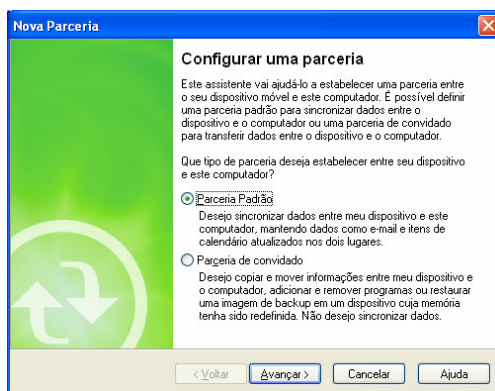 Nova Parceria
Configurar uma parceria
Este assistente vai ajudá-lo a estabelecer uma parceria entre
o seu dispositivo móvel e este computador. É possível definir
uma parceria padrão para sincronizar dados entre o
dispositivo e o computador ou uma parceria de convidado
para transferir dados entre o dispositivo e o computador.
Que tipo de parceria deseja estabelecer entre seu dispositivo
e este computador?
Parceria Padrão
Desejo sincronizar dados entre meu dispositivo e este
computador, mantendo dados como e-mail e itens de
calendário atualizados nos dois lugares.
Parceria de convidado
Desejo copiar e mover informações entre meu dispositivo e
o computador, adicionar e remover programas ou restaurar
uma imagem de backup em um dispositivo cuja memória
tenha sido redefinida. Não desejo sincronizar dados.
< Voltar Avançar > Cancelar Ajuda